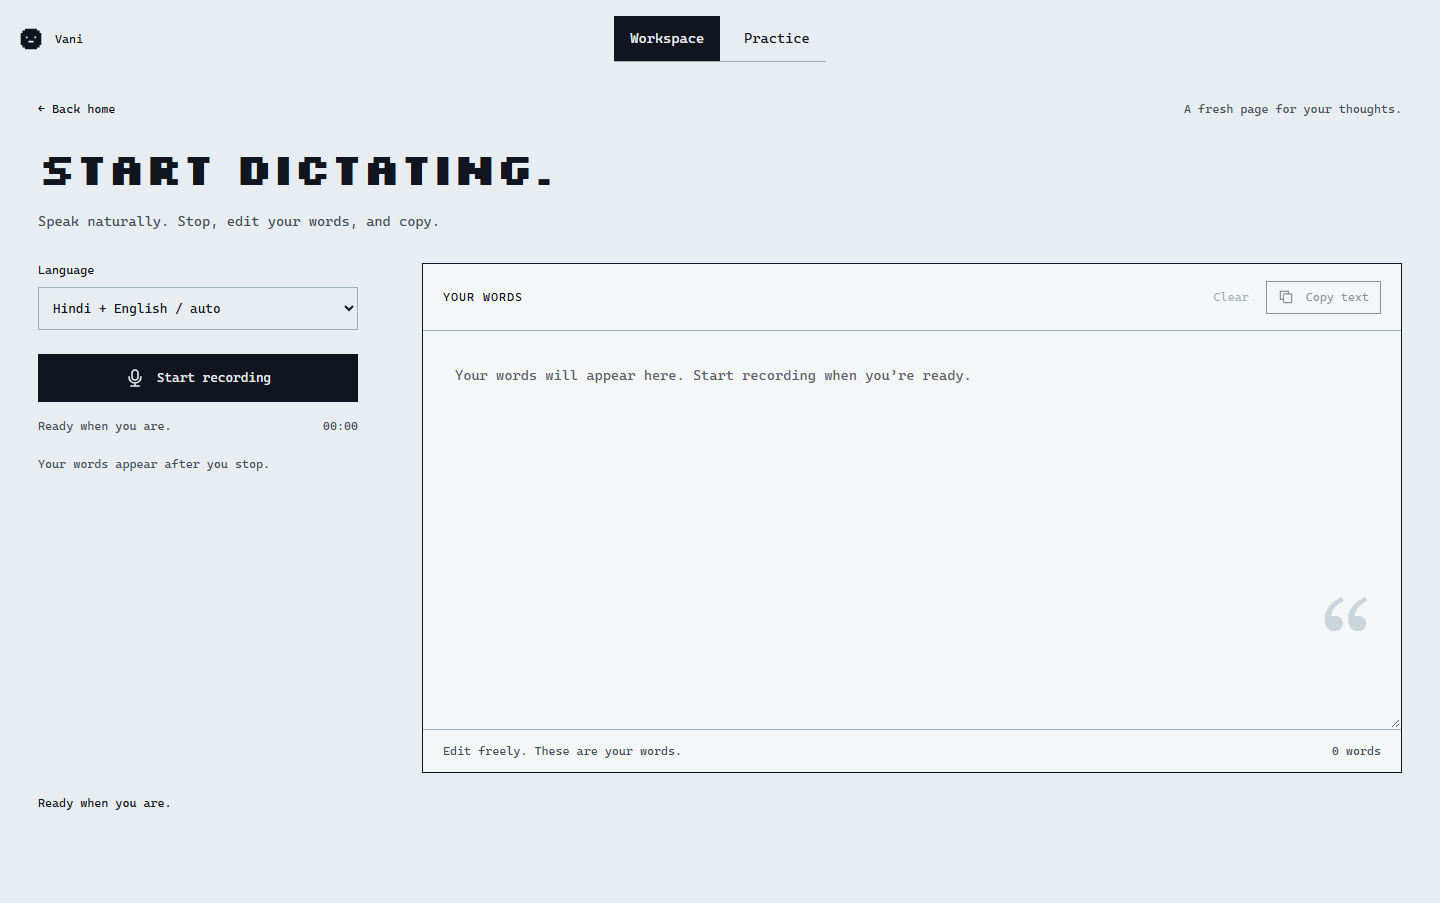 Vani
Workspace Practice
← Back home
A fresh page for your thoughts.
START DICTATING.
Speak naturally. Stop, edit your words, and copy.
Language
Hindi + English / auto
Start recording
Ready when you are. 00:00
Your words appear after you stop.
YOUR WORDS
Clear
Copy text
Your words will appear here. Start recording when you’re ready.
“
Edit freely. These are your words.
0 words
Ready when you are.